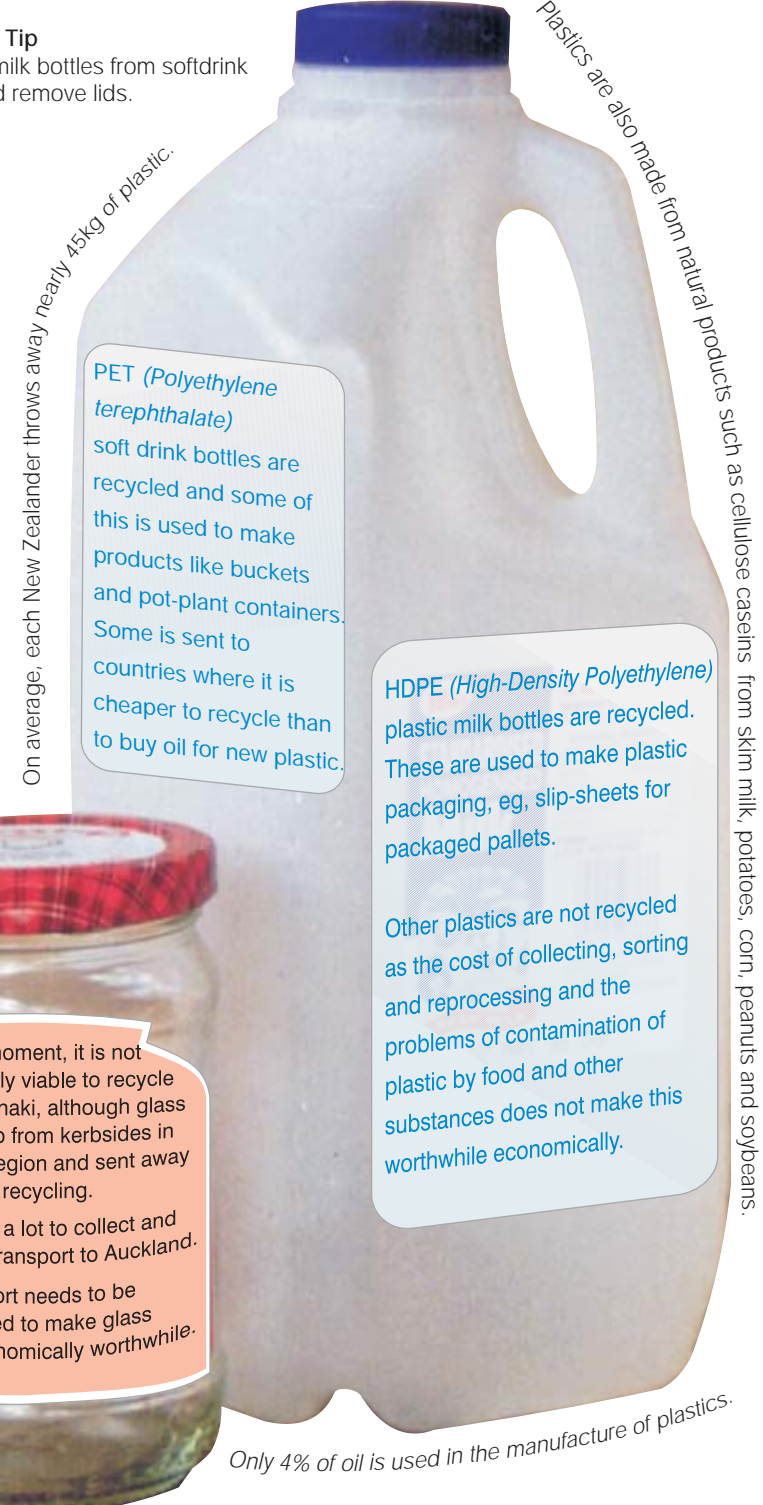 Tip
milk bottles from softdrink
d remove lids.
On average, each New Zealander throws away nearly 45kg of plastic.
Plastics are also made from natural products such as cellulose caseins from skim milk, potatoes, corn, peanuts and soybeans.
PET (Polyethylene
terephthalate)
soft drink bottles are
recycled and some of
this is used to make
products like buckets
and pot-plant containers.
Some is sent to
countries where it is
cheaper to recycle than
to buy oil for new plastic.
HDPE (High-Density Polyethylene)
plastic milk bottles are recycled.
These are used to make plastic
packaging, eg, slip-sheets for
packaged pallets.
Other plastics are not recycled
as the cost of collecting, sorting
and reprocessing and the
problems of contamination of
plastic by food and other
substances does not make this
worthwhile economically.
moment, it is not
ly viable to recycle
naki, although glass
from kerbsides in
egion and sent away
recycling.
a lot to collect and
ransport to Auckland.
ort needs to be
ed to make glass
nomically worthwhile.
Only 4% of oil is used in the manufacture of plastics.